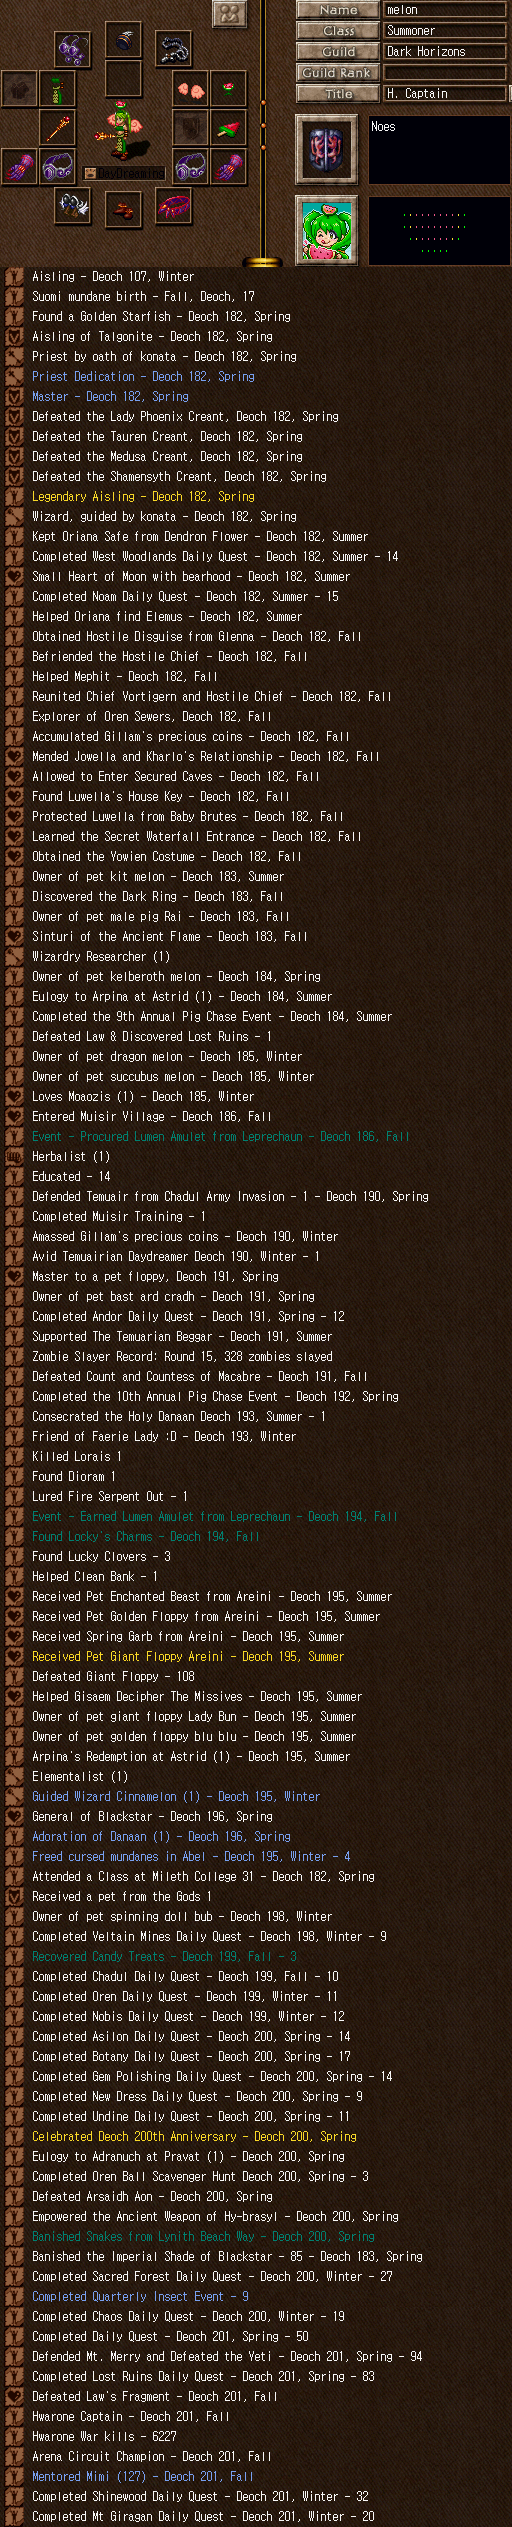 Name melon
Class Summoner
Guild Dark Horizons
Guild Rank
Title H. Captain
Noes
DayDreaming
Aisling - Deoch 107, Winter
Suomi mundane birth - Fall, Deoch, 17
Found a Golden Starfish - Deoch 182, Spring
Aisling of Talgonite - Deoch 182, Spring
Priest by oath of konata - Deoch 182, Spring
Priest Dedication - Deoch 182, Spring
Master - Deoch 182, Spring
Defeated the Lady Phoenix Creant, Deoch 182, Spring
Defeated the Tauren Creant, Deoch 182, Spring
Defeated the Medusa Creant, Deoch 182, Spring
Defeated the Shamensyth Creant, Deoch 182, Spring
Legendary Aisling - Deoch 182, Spring
Wizard, guided by konata - Deoch 182, Spring
Kept Oriana Safe from Dendron Flower - Deoch 182, Summer
Completed West Woodlands Daily Quest - Deoch 182, Summer - 14
Small Heart of Moon with bearhood - Deoch 182, Summer
Completed Noam Daily Quest - Deoch 182, Summer - 15
Helped Oriana find Elemus - Deoch 182, Summer
Obtained Hostile Disguise from Glenna - Deoch 182, Fall
Befriended the Hostile Chief - Deoch 182, Fall
Helped Mephit - Deoch 182, Fall
Reunited Chief Vortigern and Hostile Chief - Deoch 182, Fall
Explorer of Oren Sewers, Deoch 182, Fall
Accumulated Gillam's precious coins - Deoch 182, Fall
Mended Jowella and Kharlo's Relationship - Deoch 182, Fall
Allowed to Enter Secured Caves - Deoch 182, Fall
Found Luwella's House Key - Deoch 182, Fall
Protected Luwella from Baby Brutes - Deoch 182, Fall
Learned the Secret Waterfall Entrance - Deoch 182, Fall
Obtained the Yowien Costume - Deoch 182, Fall
Owner of pet kit melon - Deoch 183, Summer
Discovered the Dark Ring - Deoch 183, Fall
Owner of pet male pig Rai - Deoch 183, Fall
Sinturi of the Ancient Flame - Deoch 183, Fall
Wizardry Researcher (1)
Owner of pet kelberoth melon - Deoch 184, Spring
Eulogy to Arpina at Astrid (1) - Deoch 184, Summer
Completed the 9th Annual Pig Chase Event - Deoch 184, Summer
Defeated Law & Discovered Lost Ruins - 1
Owner of pet dragon melon - Deoch 185, Winter
Owner of pet succubus melon - Deoch 185, Winter
Loves Moaozis (1) - Deoch 185, Winter
Entered Muisir Village - Deoch 186, Fall
Event - Procured Lumen Amulet from Leprechaun - Deoch 186, Fall
Herbalist (1)
Educated - 14
Defended Temuair from Chadul Army Invasion - 1 - Deoch 190, Spring
Completed Muisir Training - 1
Amassed Gillam's precious coins - Deoch 190, Winter
Avid Temuairian Daydreamer Deoch 190, Winter - 1
Master to a pet floppy, Deoch 191, Spring
Owner of pet bast ard cradh - Deoch 191, Spring
Completed Andor Daily Quest - Deoch 191, Spring - 12
Supported The Temuarian Beggar - Deoch 191, Summer
Zombie Slayer Record: Round 15, 328 zombies slayed
Defeated Count and Countess of Macabre - Deoch 191, Fall
Completed the 10th Annual Pig Chase Event - Deoch 192, Spring
Consecrated the Holy Danaan Deoch 193, Summer - 1
Friend of Faerie Lady :D - Deoch 193, Winter
Killed Lorais 1
Found Dioram 1
Lured Fire Serpent Out - 1
Event - Earned Lumen Amulet from Leprechaun - Deoch 194, Fall
Found Locky's Charms - Deoch 194, Fall
Found Lucky Clovers - 3
Helped Clean Bank - 1
Received Pet Enchanted Beast from Areini - Deoch 195, Summer
Received Pet Golden Floppy from Areini - Deoch 195, Summer
Received Spring Garb from Areini - Deoch 195, Summer
Received Pet Giant Floppy Areini - Deoch 195, Summer
Defeated Giant Floppy - 108
Helped Gisaem Decipher The Missives - Deoch 195, Summer
Owner of pet giant floppy Lady Bun - Deoch 195, Summer
Owner of pet golden floppy blu blu - Deoch 195, Summer
Arpina's Redemption at Astrid (1) - Deoch 195, Summer
Elementalist (1)
Guided Wizard Cinnamelon (1) - Deoch 195, Winter
General of Blackstar - Deoch 196, Spring
Adoration of Danaan (1) - Deoch 196, Spring
Freed cursed mundanes in Abel - Deoch 195, Winter - 4
Attended a Class at Mileth College 31 - Deoch 182, Spring
Received a pet from the Gods 1
Owner of pet spinning doll bub - Deoch 198, Winter
Completed Veltain Mines Daily Quest - Deoch 198, Winter - 9
Recovered Candy Treats - Deoch 199, Fall - 3
Completed Chadul Daily Quest - Deoch 199, Fall - 10
Completed Oren Daily Quest - Deoch 199, Winter - 11
Completed Nobis Daily Quest - Deoch 199, Winter - 12
Completed Asilon Daily Quest - Deoch 200, Spring - 14
Completed Botany Daily Quest - Deoch 200, Spring - 17
Completed Gem Polishing Daily Quest - Deoch 200, Spring - 14
Completed New Dress Daily Quest - Deoch 200, Spring - 9
Completed Undine Daily Quest - Deoch 200, Spring - 11
Celebrated Deoch 200th Anniversary - Deoch 200, Spring
Eulogy to Adranuch at Pravat (1) - Deoch 200, Spring
Completed Oren Ball Scavenger Hunt Deoch 200, Spring - 3
Defeated Arsaidh Aon - Deoch 200, Spring
Empowered the Ancient Weapon of Hy-brasyl - Deoch 200, Spring
Banished Snakes from Lynith Beach Way - Deoch 200, Spring
Banished the Imperial Shade of Blackstar - 85 - Deoch 183, Spring
Completed Sacred Forest Daily Quest - Deoch 200, Winter - 27
Completed Quarterly Insect Event - 9
Completed Chaos Daily Quest - Deoch 200, Winter - 19
Completed Daily Quest - Deoch 201, Spring - 50
Defended Mt. Merry and Defeated the Yeti - Deoch 201, Spring - 94
Completed Lost Ruins Daily Quest - Deoch 201, Spring - 83
Defeated Law's Fragment - Deoch 201, Fall
Hwarone Captain - Deoch 201, Fall
Hwarone War kills - 6227
Arena Circuit Champion - Deoch 201, Fall
Mentored Mimi (127) - Deoch 201, Fall
Completed Shinewood Daily Quest - Deoch 201, Winter - 32
Completed Mt Giragan Daily Quest - Deoch 201, Winter - 20